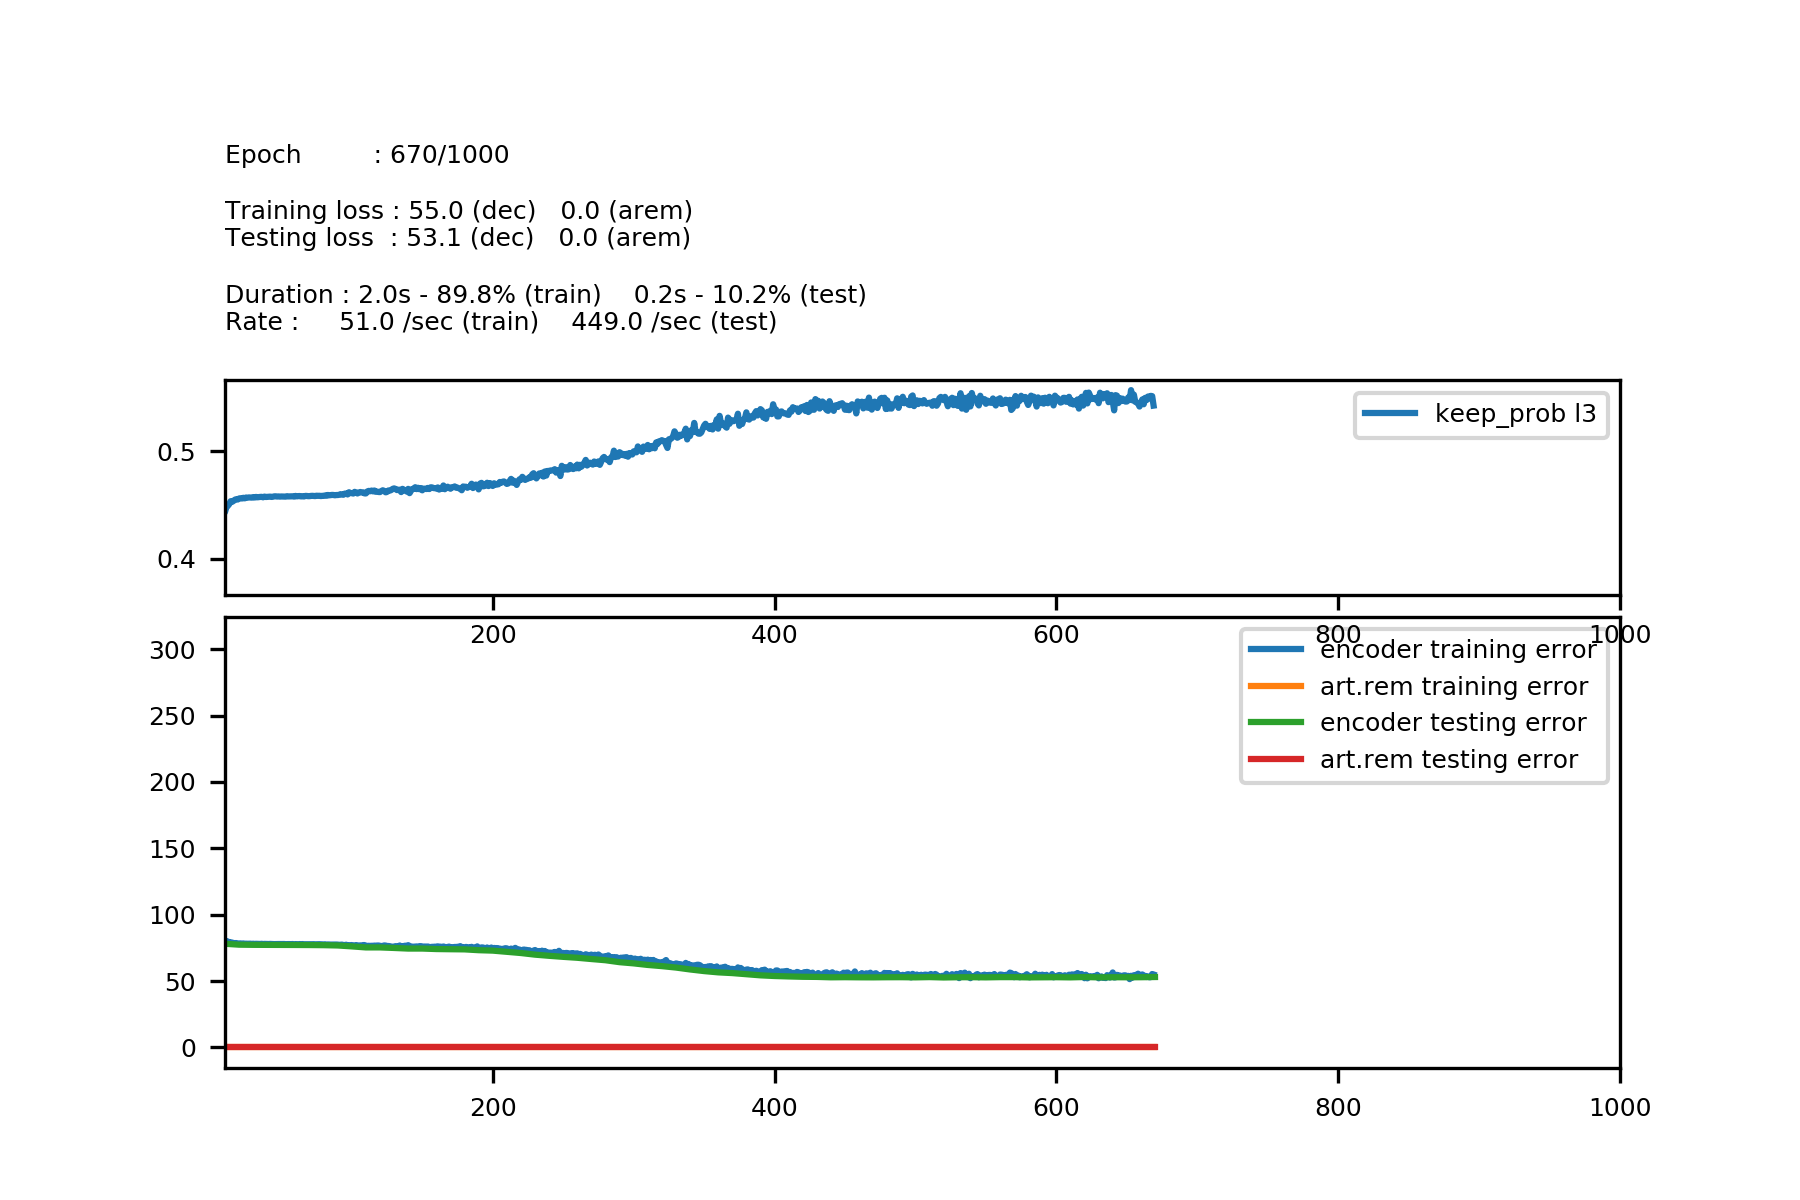 Epoch : 670/1000
Training loss : 55.0 (dec) 0.0 (arem)
Testing loss : 53.1 (dec) 0.0 (arem)
Duration : 2.0s - 89.8% (train) 0.2s - 10.2% (test)
Rate : 51.0 /sec (train) 449.0 /sec (test)
keep_prob l3
0.5
0.4
200 400 600 800 1000
encoder training error
art.rem training error
encoder testing error
art.rem testing error
300
250
200
150
100
50
0
200 400 600 800 1000